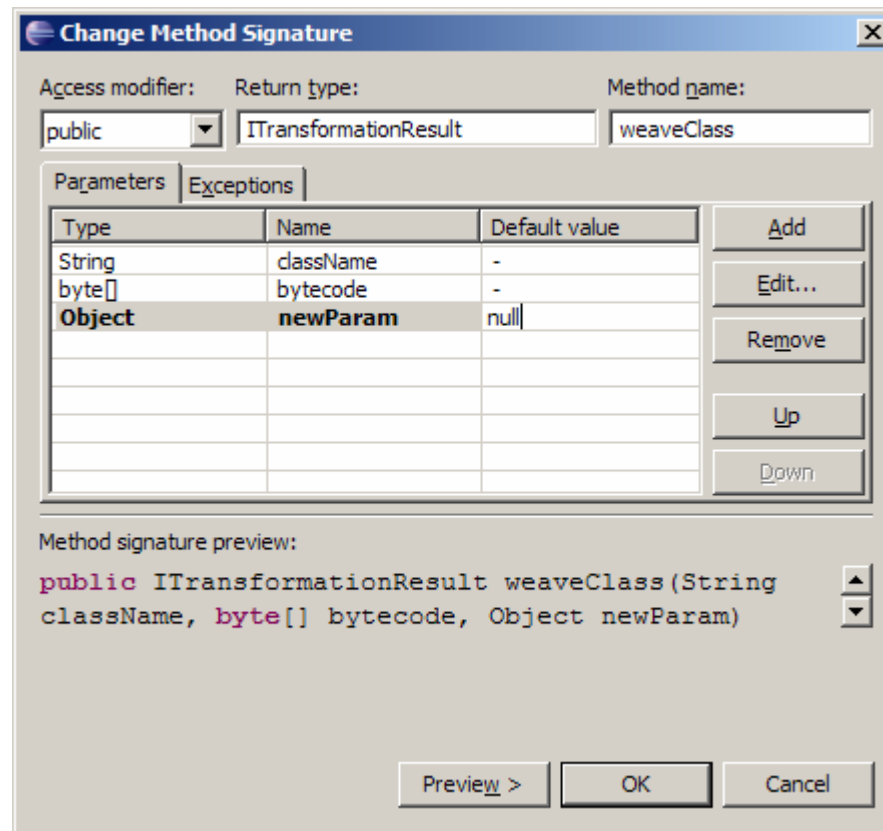 Change Method Signature
Access modifier: Return type: Method name:
public ITransformationResult weaveClass
Parameters Exceptions
Type Name Default value Add
String className -
byte[] bytecode - Edit...
Object newParam null
Remove
Up
Down
Method signature preview:
public ITransformationResult weaveClass(String
className, byte[] bytecode, Object newParam)
Preview > OK Cancel